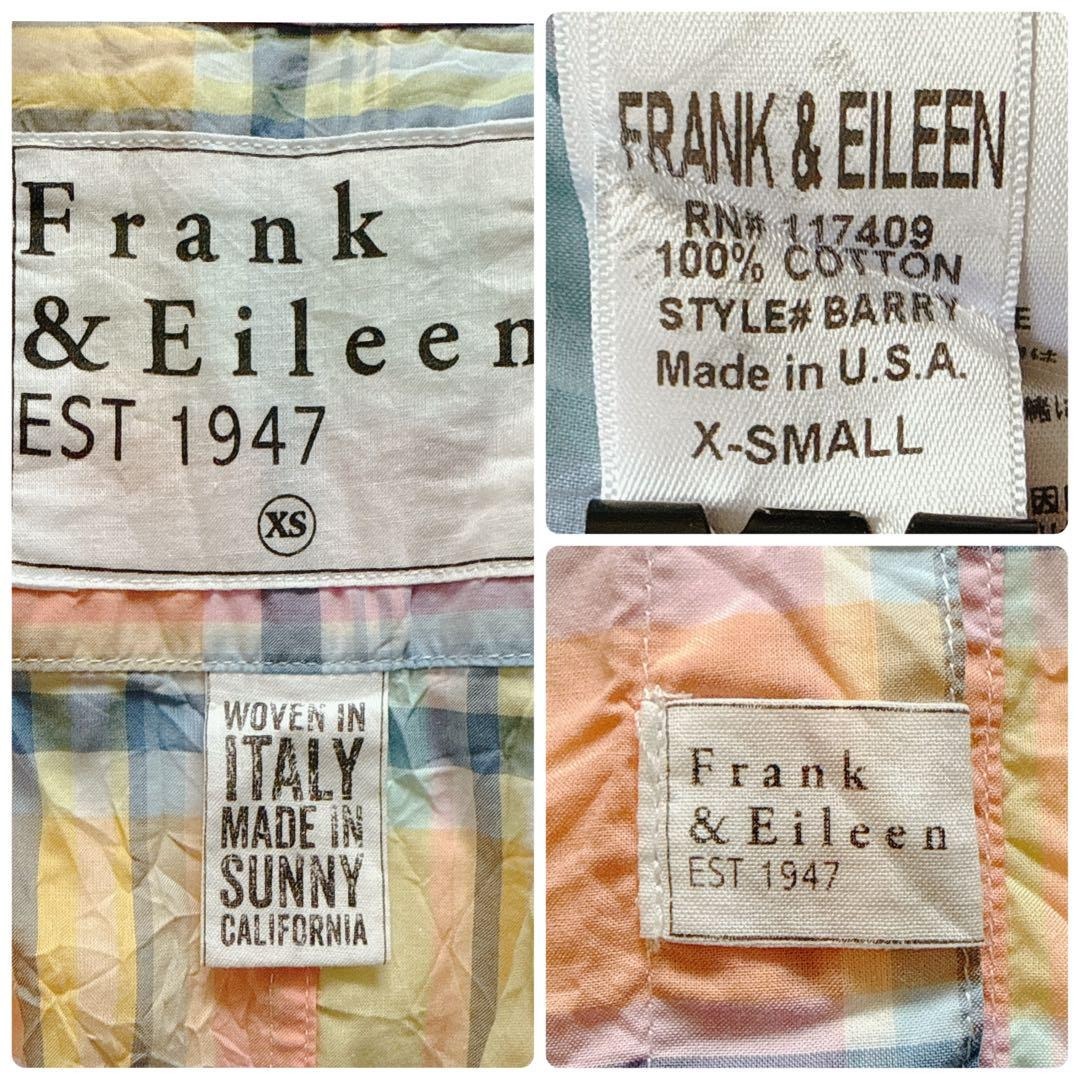 Frank
& Eileen
EST 1947
XS
WOVEN IN
ITALY
MADE IN
SUNNY
CALIFORNIA
FRANK & EILEEN
RN# 117409
100% COTTON
STYLE# BARRY
Made in U.S.A.
X-SMALL
E
Frank
& Eileen
EST 1947